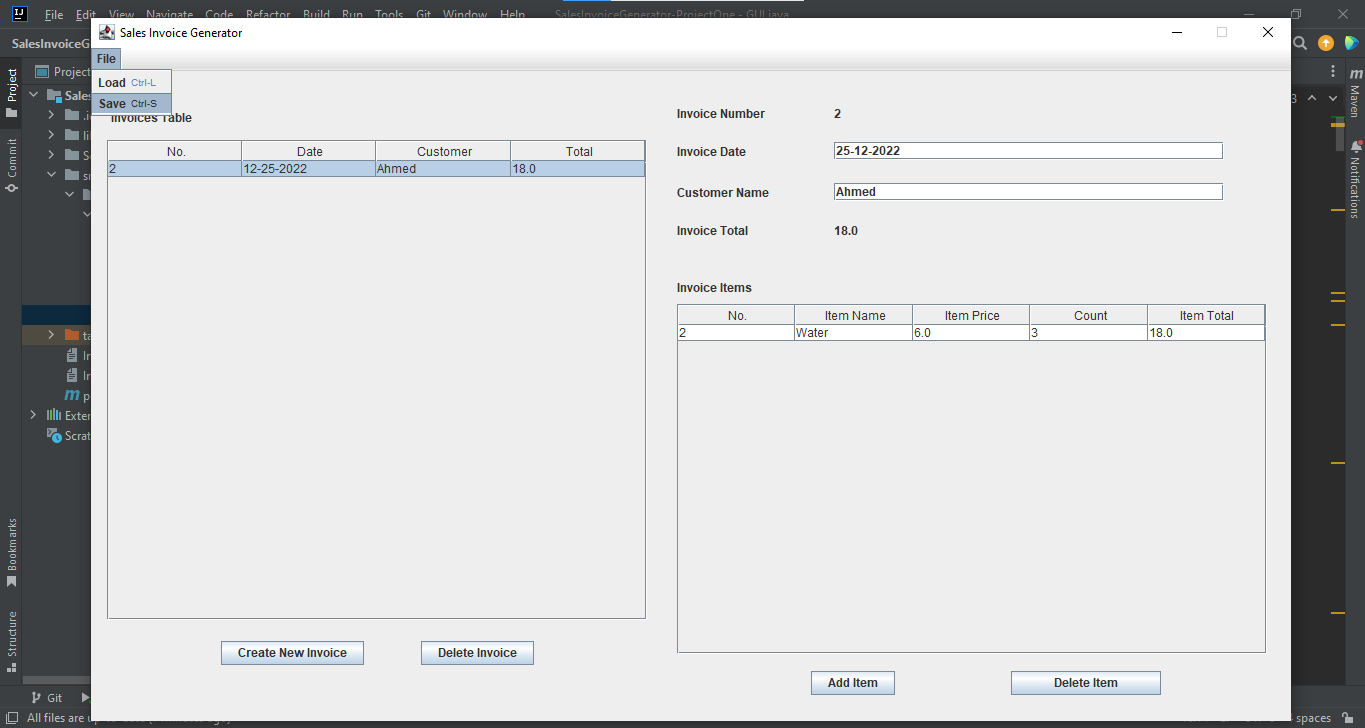 File Edit View Navigate Code Refactor Build Run Tools Git Window Help SalesInvoiceGenerator-ProjectOne - GUI.java
SalesInvoiceG
Sales Invoice Generator
File
Load Ctrl-L
Save Ctrl-S
Project
Project
Sales
Commit
Exter
Scrat
Bookmarks
Structure
Invoices Table
No. Date Customer Total
2 12-25-2022 Ahmed 18.0
Create New Invoice Delete Invoice
Invoice Number 2
Invoice Date 25-12-2022
Customer Name Ahmed
Invoice Total 18.0
Invoice Items
No. Item Name Item Price Count Item Total
2 Water 6.0 3 18.0
Add Item Delete Item
3
Maven
Notifications
Git
All files are up
spaces